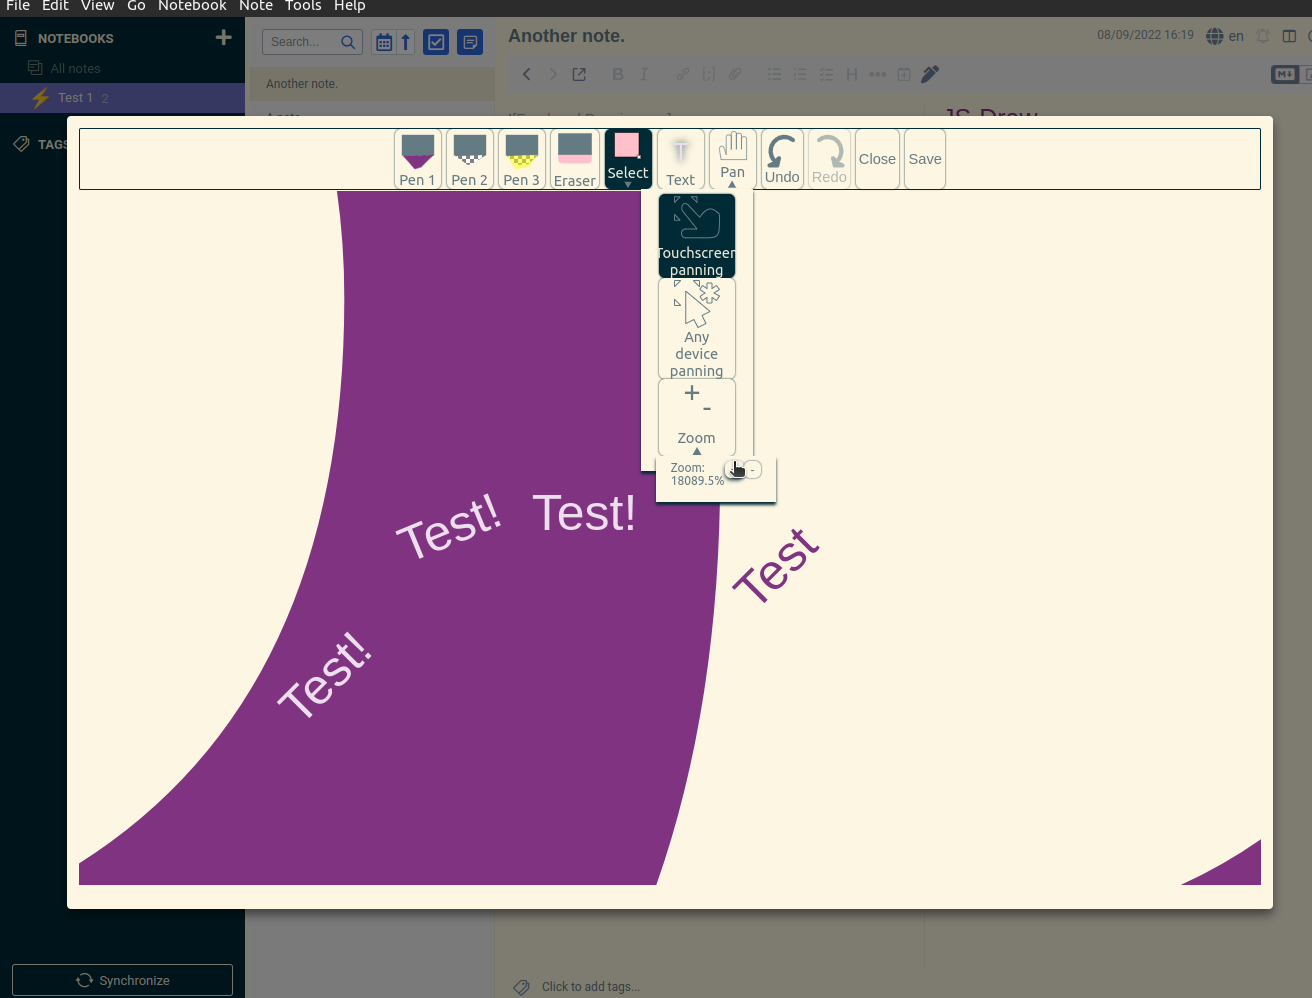 File Edit View Go Notebook Note Tools Help
NOTEBOOKS
All notes
Test 1 2
TAGS
Search...
Another note.
Another note.
08/09/2022 16:19
en
B I
H
M
JS-Draw
Pen 1
Pen 2
Pen 3
Eraser
Select
Text
Pan
Undo
Redo
Close
Save
Touchscreen
panning
Any
device
panning
Zoom
Zoom:
18089.5%
Test!
Test!
Test
Test!
Synchronize
Click to add tags...